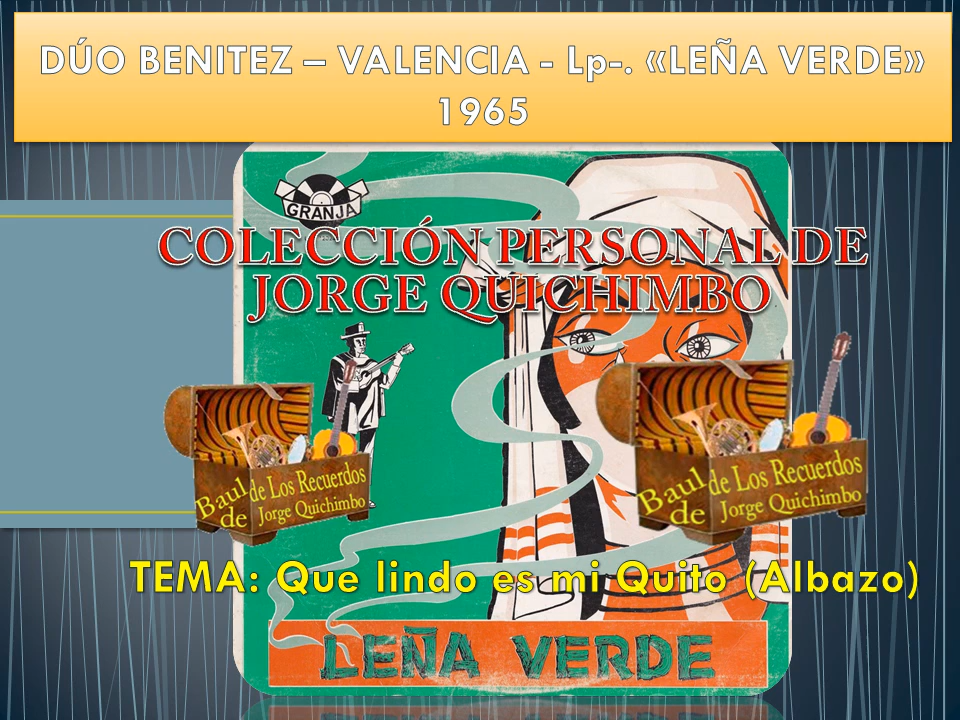 DÚO BENITEZ – VALENCIA - Lp-. «LEÑA VERDE»
1965
GRANJA
COLECCIÓN PERSONAL DE
JORGE QUICHIMBO
Baul de Los Recuerdos
de Jorge Quichimbo
Baul de Los Recuerdos
de Jorge Quichimbo
TEMA: Que lindo es mi Quito (Albazo)
LEÑA VERDE